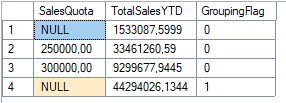 SalesQuota TotalSalesYTD GroupingFlag
1 NULL 1533087,5999 0
2 250000,00 33461260,59 0
3 300000,00 9299677,9445 0
4 NULL 44294026,1344 1